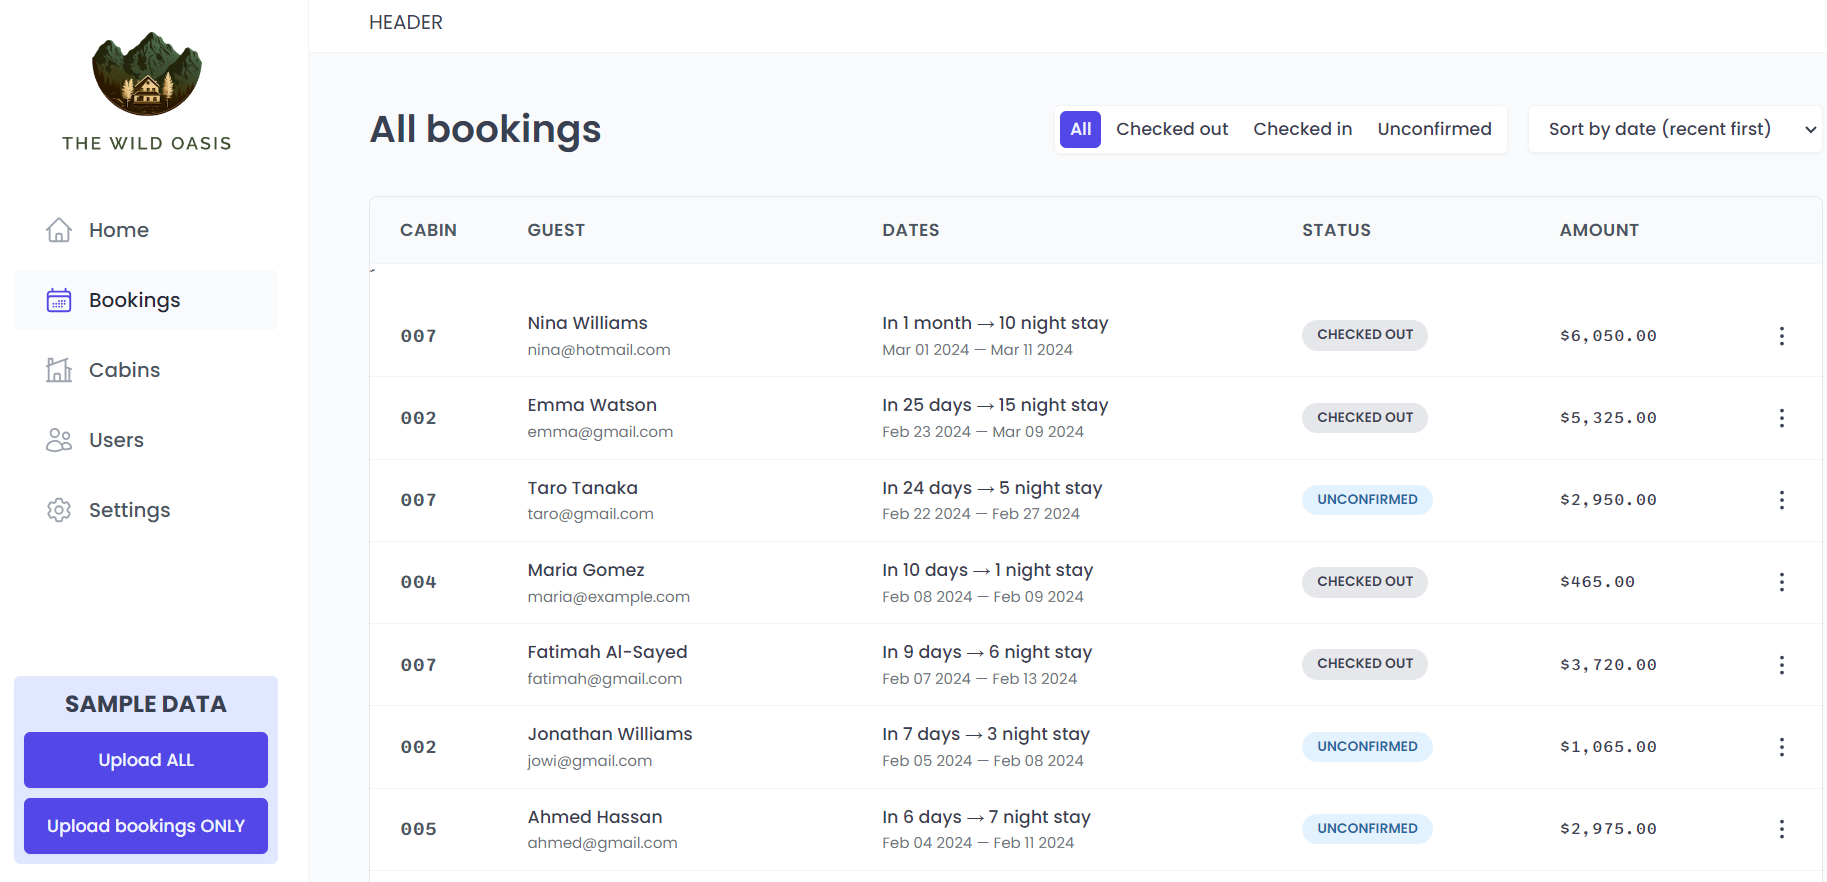 HEADER
THE WILD OASIS
Home
Bookings
Cabins
Users
Settings
SAMPLE DATA
Upload ALL
Upload bookings ONLY
All bookings
All Checked out Checked in Unconfirmed
Sort by date (recent first)
CABIN GUEST DATES STATUS AMOUNT
007 Nina Williams In 1 month → 10 night stay CHECKED OUT $6,050.00
nina@hotmail.com Mar 01 2024 — Mar 11 2024
002 Emma Watson In 25 days → 15 night stay CHECKED OUT $5,325.00
emma@gmail.com Feb 23 2024 — Mar 09 2024
007 Taro Tanaka In 24 days → 5 night stay UNCONFIRMED $2,950.00
taro@gmail.com Feb 22 2024 — Feb 27 2024
004 Maria Gomez In 10 days → 1 night stay CHECKED OUT $465.00
maria@example.com Feb 08 2024 — Feb 09 2024
007 Fatimah Al-Sayed In 9 days → 6 night stay CHECKED OUT $3,720.00
fatimah@gmail.com Feb 07 2024 — Feb 13 2024
002 Jonathan Williams In 7 days → 3 night stay UNCONFIRMED $1,065.00
jowi@gmail.com Feb 05 2024 — Feb 08 2024
005 Ahmed Hassan In 6 days → 7 night stay UNCONFIRMED $2,975.00
ahmed@gmail.com Feb 04 2024 — Feb 11 2024